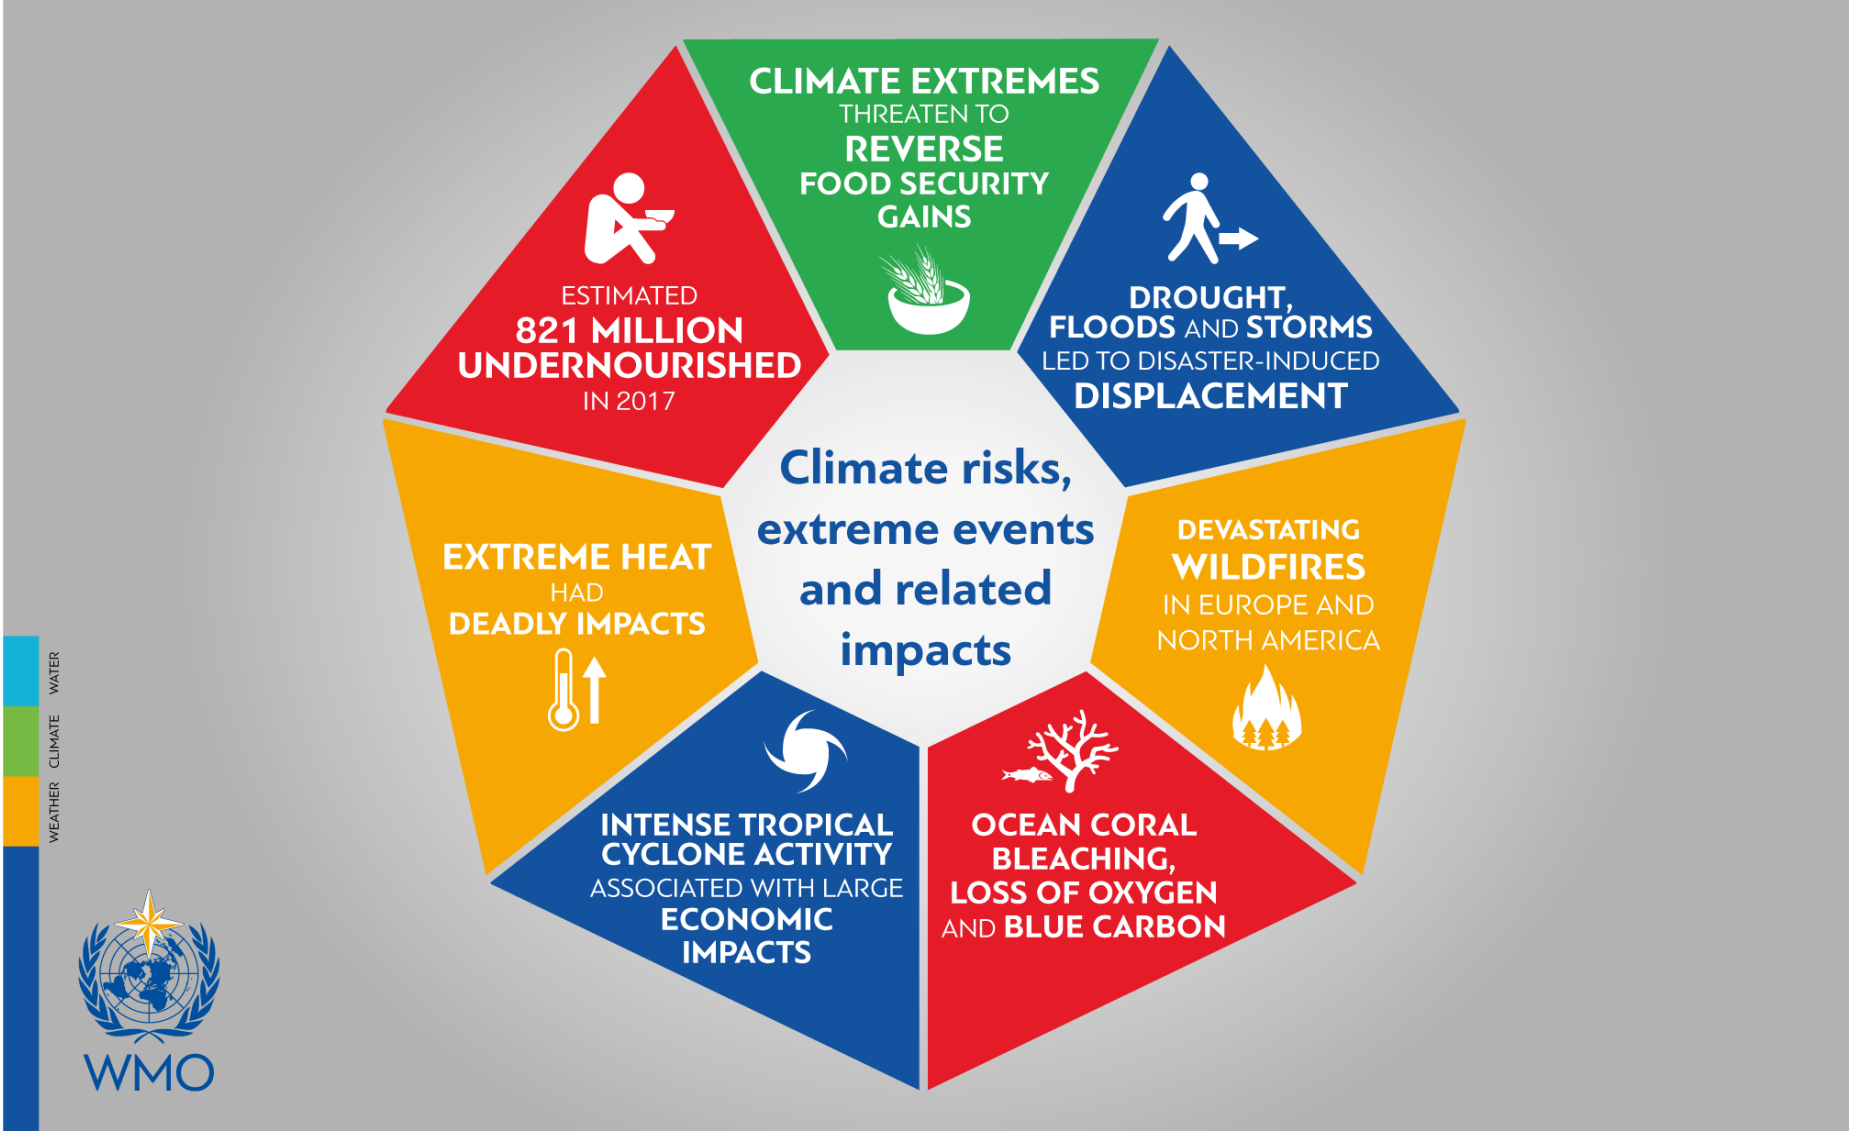 CLIMATE EXTREMES
THREATEN TO
REVERSE
FOOD SECURITY
GAINS
DROUGHT,
FLOODS AND STORMS
LED TO DISASTER-INDUCED
DISPLACEMENT
DEVASTATING
WILDFIRES
IN EUROPE AND
NORTH AMERICA
OCEAN CORAL
BLEACHING,
LOSS OF OXYGEN
AND BLUE CARBON
INTENSE TROPICAL
CYCLONE ACTIVITY
ASSOCIATED WITH LARGE
ECONOMIC
IMPACTS
EXTREME HEAT
HAD
DEADLY IMPACTS
ESTIMATED
821 MILLION
UNDERNOURISHED
IN 2017
Climate risks,
extreme events
and related
impacts
WEATHER CLIMATE WATER
WMO